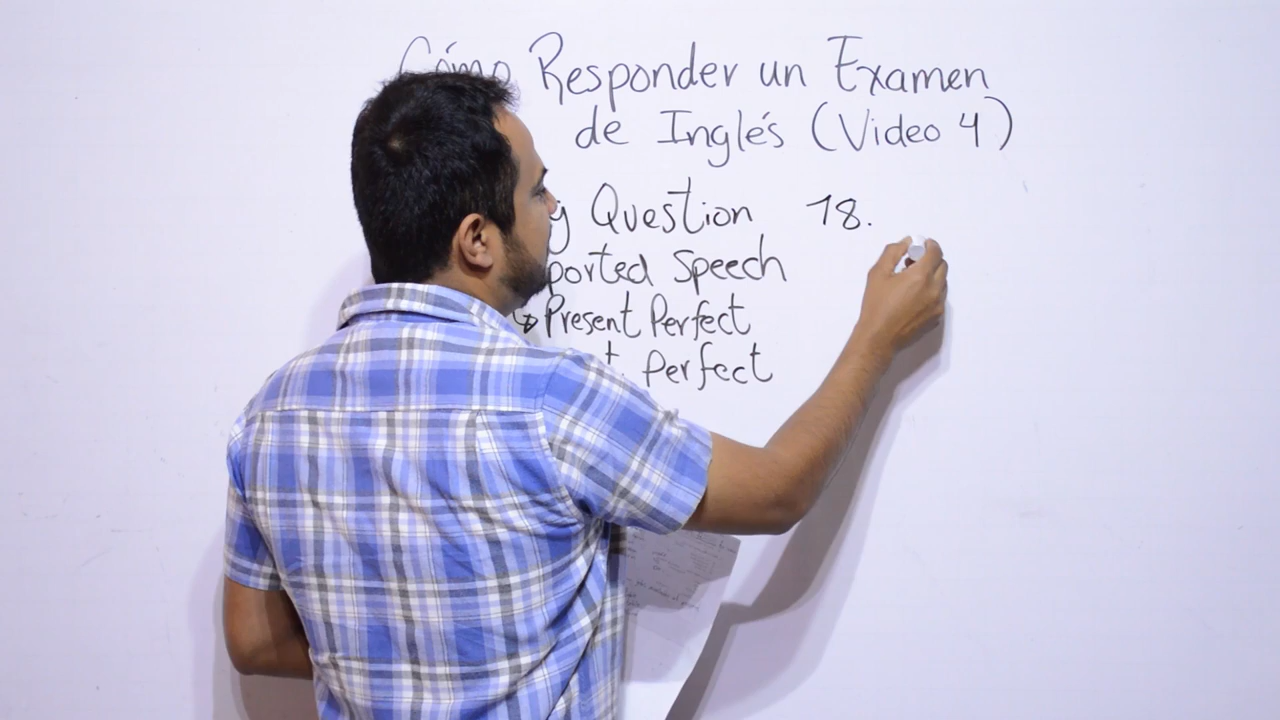 Cómo Responder un Examen
de Inglés (Video 4)
Question 18.
ported Speech
↳ Present Perfect
Perfect